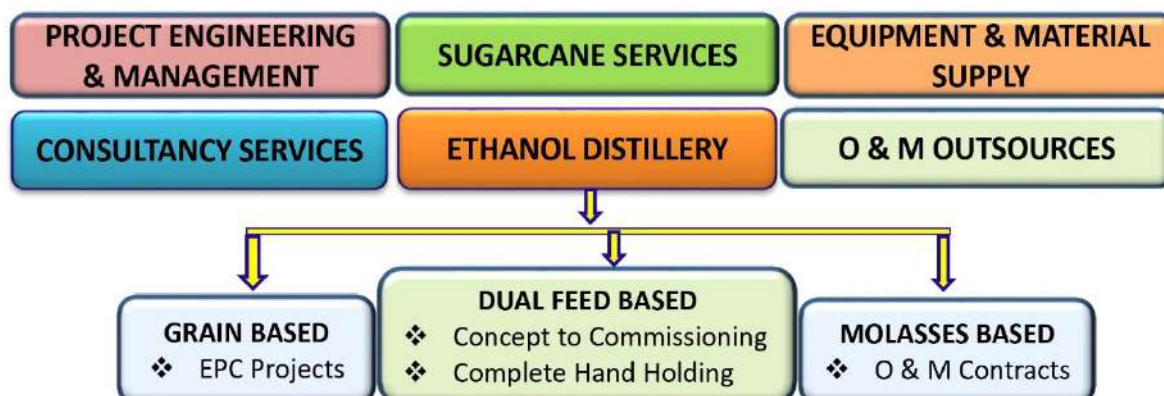 PROJECT ENGINEERING
& MANAGEMENT
SUGARCANE SERVICES
EQUIPMENT & MATERIAL
SUPPLY
CONSULTANCY SERVICES
ETHANOL DISTILLERY
O & M OUTSOURCES
GRAIN BASED
❖ EPC Projects
DUAL FEED BASED
❖ Concept to Commissioning
❖ Complete Hand Holding
MOLASSES BASED
❖ O & M Contracts